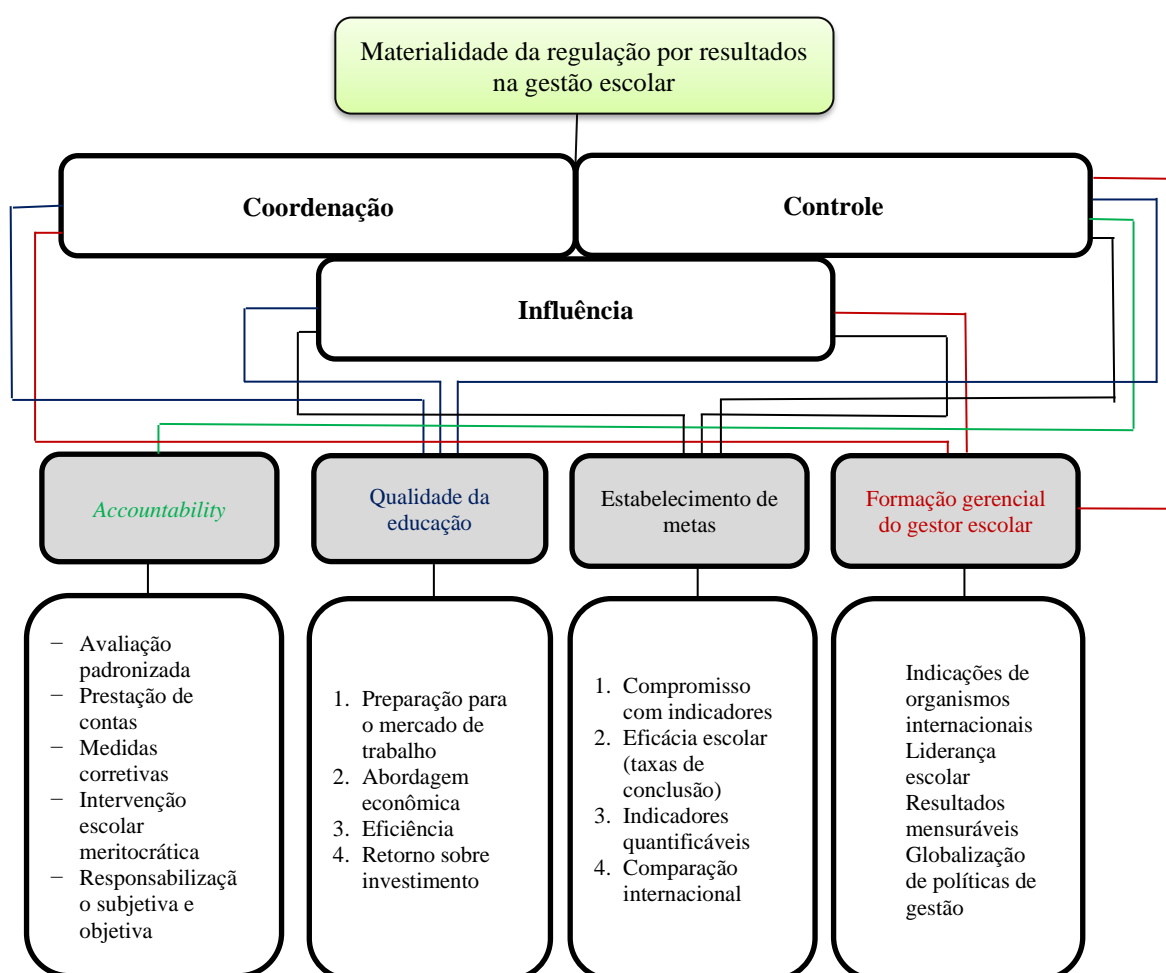 Materialidade da regulação por resultados
na gestão escolar
Coordenação
Controle
Influência
Accountability
Qualidade da
educação
Estabelecimento de
metas
Formação gerencial
do gestor escolar
− Avaliação
padronizada
− Prestação de
contas
− Medidas
corretivas
− Intervenção
escolar
meritocrática
− Responsabilizaçã
o subjetiva e
objetiva
1. Preparação para
o mercado de
trabalho
2. Abordagem
econômica
3. Eficiência
4. Retorno sobre
investimento
1. Compromisso
com indicadores
2. Eficácia escolar
(taxas de
conclusão)
3. Indicadores
quantificáveis
4. Comparação
internacional
Indicações de
organismos
internacionais
Liderança
escolar
Resultados
mensuráveis
Globalização
de políticas de
gestão